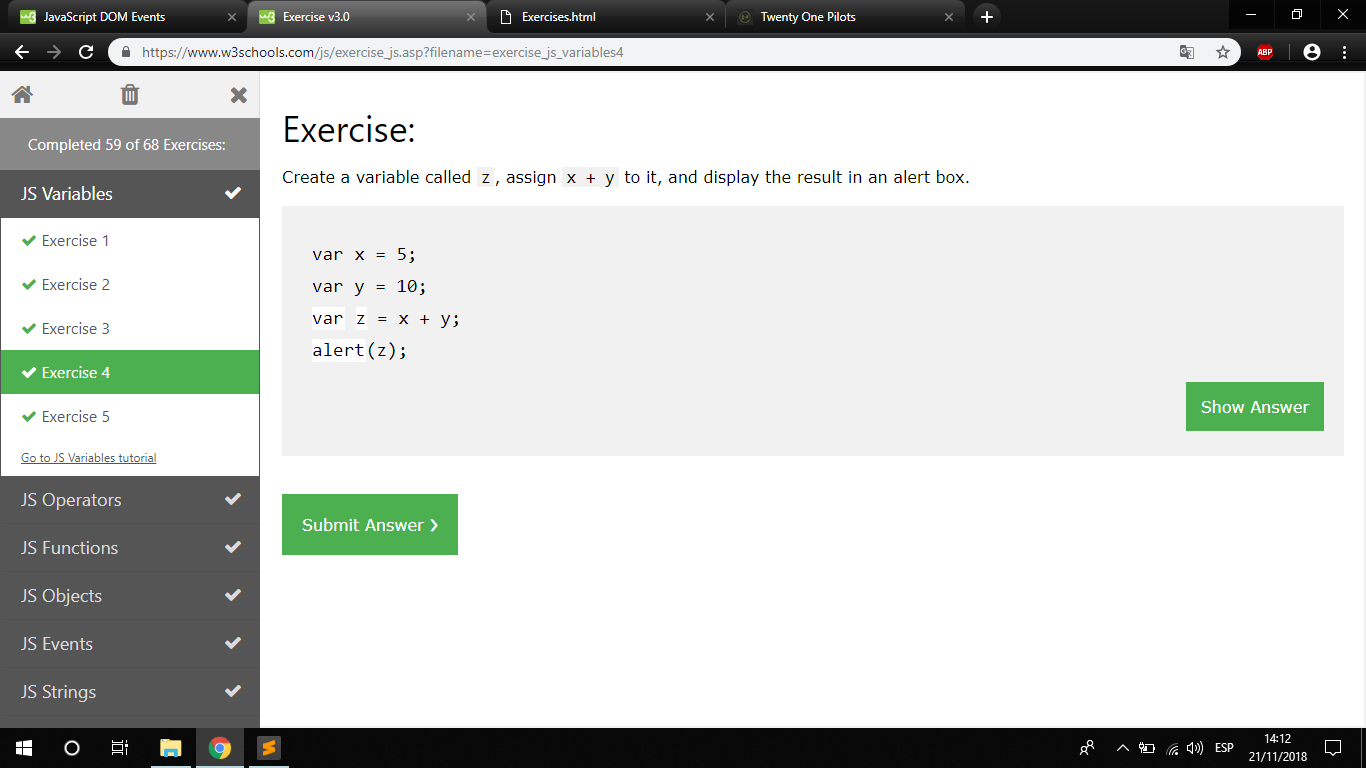 JavaScript DOM Events
Exercise v3.0
Exercises.html
Twenty One Pilots
https://www.w3schools.com/js/exercise_js.asp?filename=exercise_js_variables4
ABP
Completed 59 of 68 Exercises:
JS Variables
Exercise 1
Exercise 2
Exercise 3
Exercise 4
Exercise 5
Go to JS Variables tutorial
JS Operators
JS Functions
JS Objects
JS Events
JS Strings
Exercise:
Create a variable called z, assign x + y to it, and display the result in an alert box.
var x = 5;
var y = 10;
var z = x + y;
alert(z);
Show Answer
Submit Answer ❯
ESP
14:12
21/11/2018